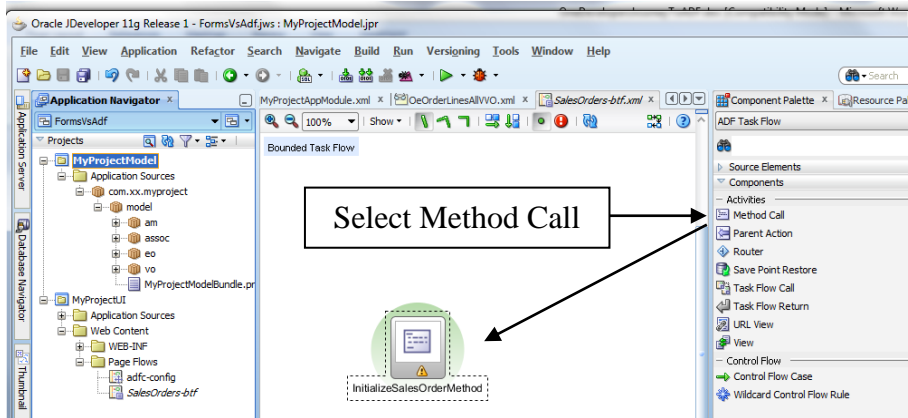 Oracle JDeveloper 11g Release 1 - FormsVsAdf.jws : MyProjectModel.jpr
File Edit View Application Refactor Search Navigate Build Run Versioning Tools Window Help
Search
Application Navigator
MyProjectAppModule.xml
OeOrderLinesAllVVO.xml
SalesOrders-btf.xml
Component Palette
Resource Pa
FormsVsAdf
100%
Show
ADF Task Flow
Projects
Bounded Task Flow
MyProjectModel
Application Sources
com.xx.myproject
model
am
assoc
eo
vo
MyProjectModelBundle.pr
MyProjectUI
Application Sources
Web Content
WEB-INF
Page Flows
adfc-config
SalesOrders-btf
Application Server
Database Navigator
Thumbnail
Select Method Call
InitializeSalesOrderMethod
Source Elements
Components
Activities
Method Call
Parent Action
Router
Save Point Restore
Task Flow Call
Task Flow Return
URL View
View
Control Flow
Control Flow Case
Wildcard Control Flow Rule